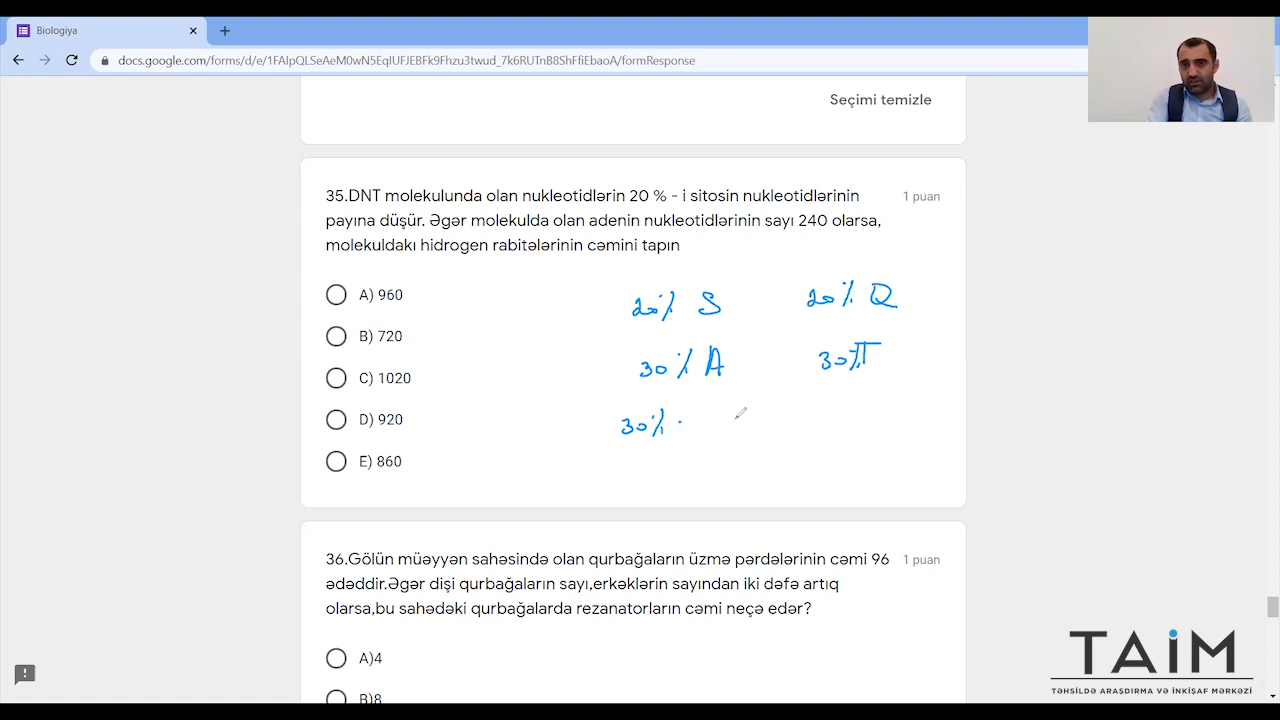 Biologiya
docs.google.com/forms/d/e/1FAIpQLSeAeM0wN5EqIUFJEBFk9Fhzu3twud_7k6RUTnB8ShFfiEbaoA/formResponse
Seçimi temizle
35.DNT molekulunda olan nukleotidlərin 20 % - i sitosin nukleotidlərinin
payına düşür. Əgər molekulda olan adenin nukleotidlərinin sayı 240 olarsa,
molekuldakı hidrogen rabitələrinin cəmini tapın
1 puan
A) 960
B) 720
C) 1020
D) 920
E) 860
20% S 20% Q
30% A 30% T
30% -
36.Gölün müəyyən sahəsində olan qurbağaların üzmə pərdələrinin cəmi 96
ədəddir.Əgər dişi qurbağaların sayı,erkəklərin sayından iki dəfə artıq
olarsa,bu sahədəki qurbağalarda rezanatorların cəmi neçə edər?
1 puan
A)4
B)8
TAiM
TƏHSİLDƏ ARAŞDIRMA VƏ İNKİŞAF MƏRKƏZİ